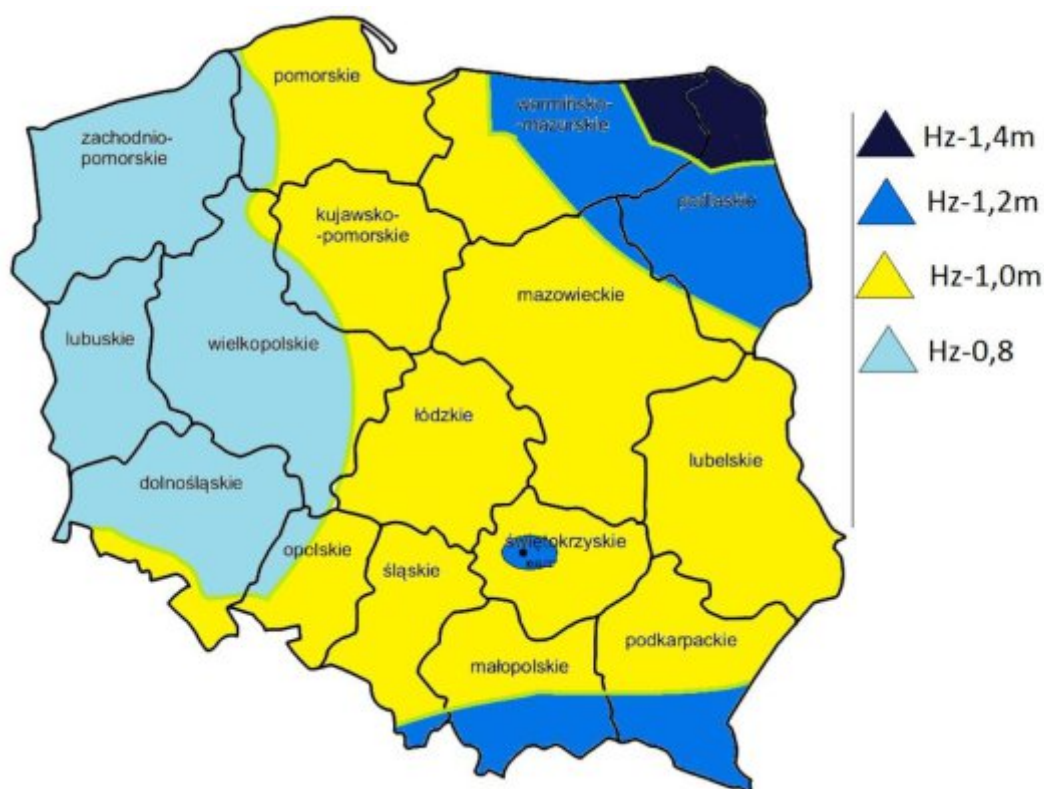 pomorskie
warmińsko-
-mazurskie
zachodnio-
pomorskie
podlaskie
kujawsko-
-pomorskie
mazowieckie
lubuskie
wielkopolskie
łódzkie
lubelskie
dolnośląskie
opolskie
świętokrzyskie
śląskie
podkarpackie
małopolskie
Hz-1,4m
Hz-1,2m
Hz-1,0m
Hz-0,8